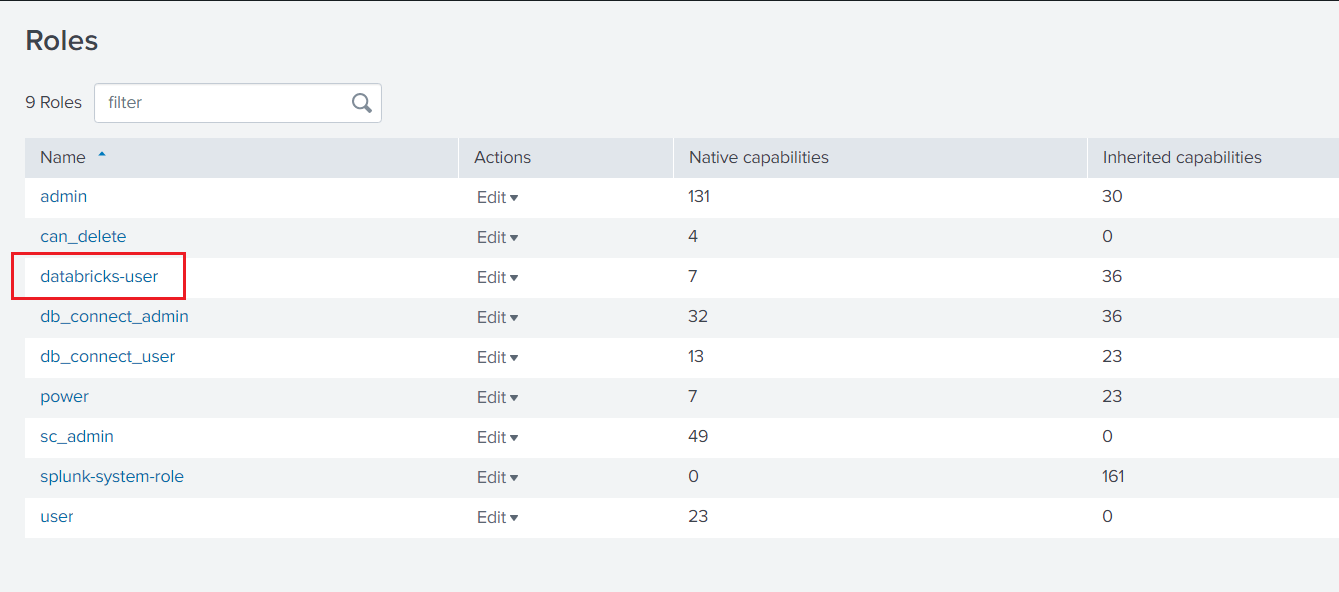 Roles
9 Roles filter
Name Actions Native capabilities Inherited capabilities
admin Edit 131 30
can_delete Edit 4 0
databricks-user Edit 7 36
db_connect_admin Edit 32 36
db_connect_user Edit 13 23
power Edit 7 23
sc_admin Edit 49 0
splunk-system-role Edit 0 161
user Edit 23 0